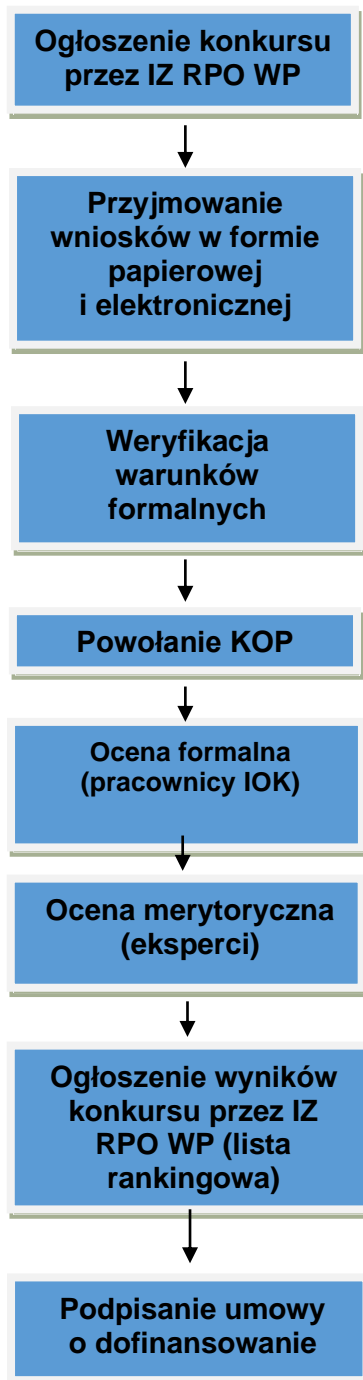 Ogłoszenie konkursu
przez IZ RPO WP
Przyjmowanie
wniosków w formie
papierowej
i elektronicznej
Weryfikacja
warunków
formalnych
Powołanie KOP
Ocena formalna
(pracownicy IOK)
Ocena merytoryczna
(eksperci)
Ogłoszenie wyników
konkursu przez IZ
RPO WP (lista
rankingowa)
Podpisanie umowy
o dofinansowanie